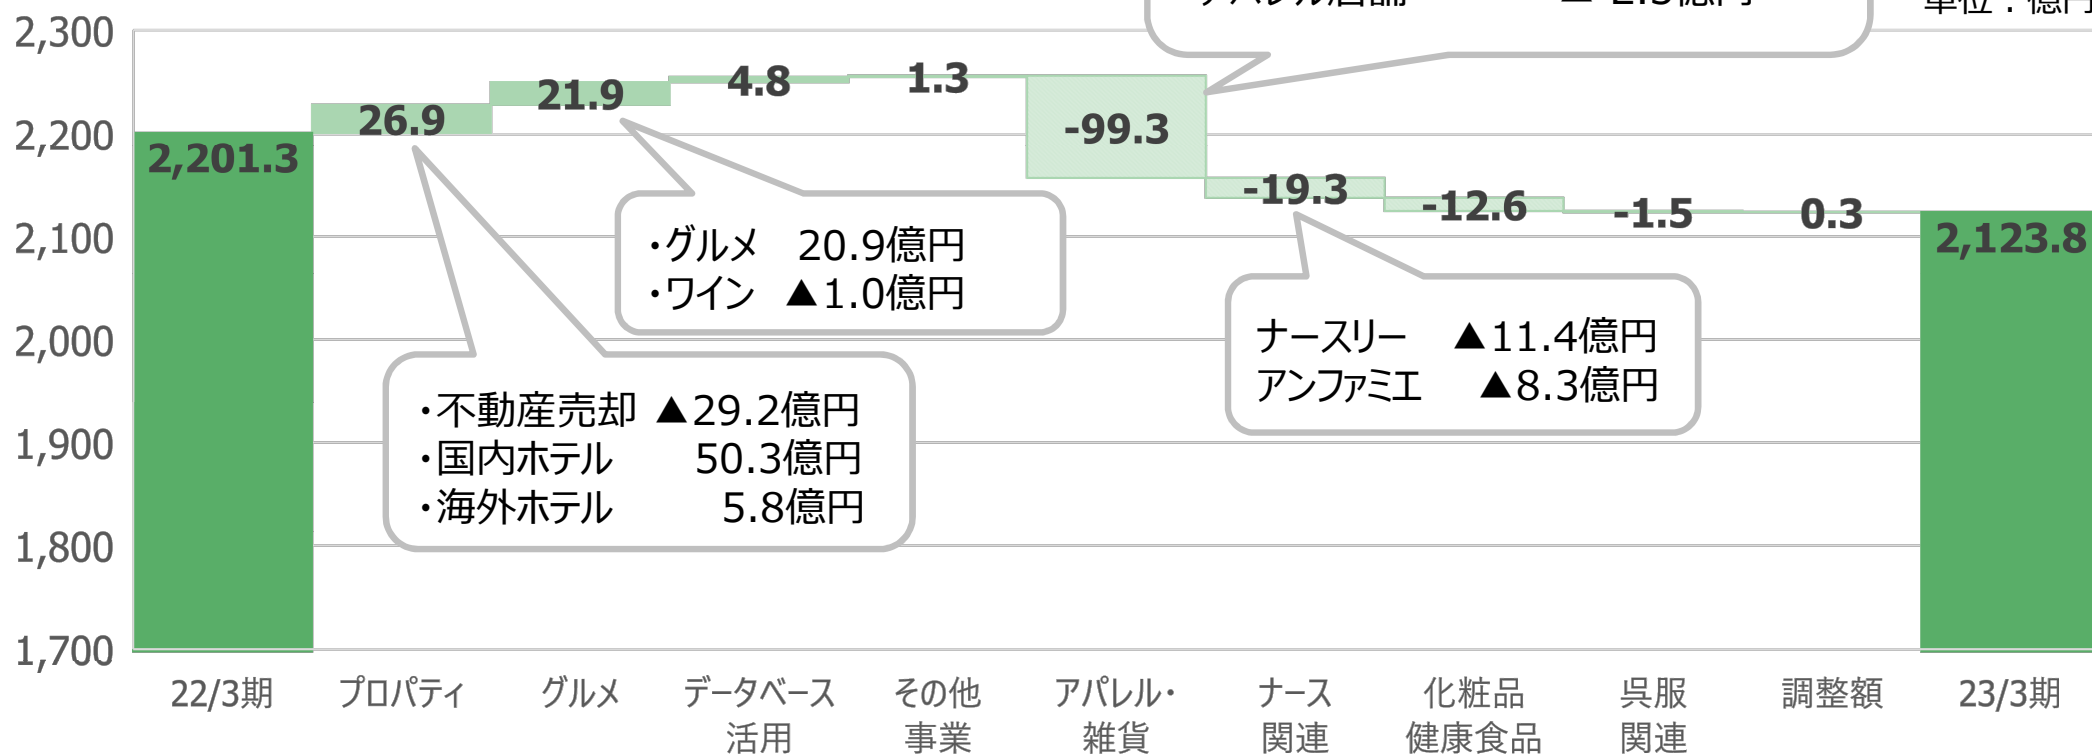 単位：億円
2,300
2,200
2,100
2,000
1,900
1,800
1,700
2,201.3
26.9
21.9
4.8
1.3
-99.3
-19.3
-12.6
-1.5
0.3
2,123.8
・グルメ 20.9億円
・ワイン ▲1.0億円
・不動産売却 ▲29.2億円
・国内ホテル 50.3億円
・海外ホテル 5.8億円
ナースリー ▲11.4億円
アンファミエ ▲8.3億円
22/3期
プロパティ
グルメ
データベース
活用
その他
事業
アパレル・
雑貨
ナース
関連
化粧品
健康食品
呉服
関連
調整額
23/3期